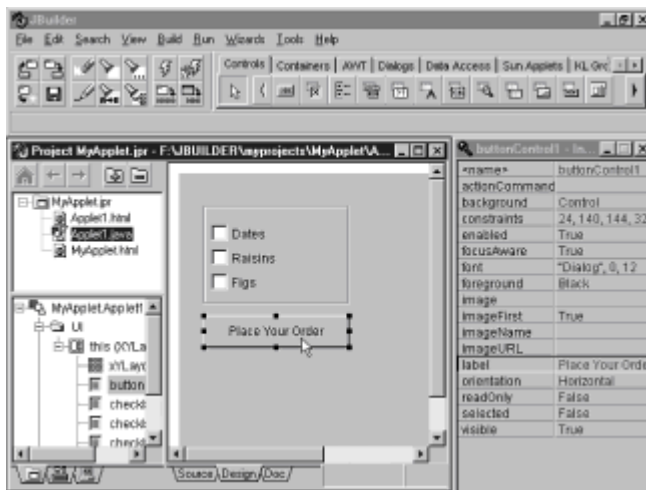 JBuilder
File Edit Search View Build Run Wizards Tools Help
Controls Containers AWT Dialogs Data Access Sun Applets KL Gro
Project MyApplet.jpr - F:\JBUILDER\myprojects\MyApplet\A...
MyApplet.jpr
Applet1.html
Applet1.java
MyApplet.html
MyApplet.Applet1
UI
this (XYLa
xYLayc
button
checkb
checkb
checkb
Dates
Raisins
Figs
Place Your Order
Source Design Doc
buttonControl1 - In...
<name> buttonControl1
actionCommand
background Control
constraints 24, 140, 144, 32
enabled True
focusAware True
font "Dialog", 0, 12
foreground Black
image
imageFirst True
imageName
imageURL
label Place Your Orde
orientation Horizontal
readOnly False
selected False
visible True